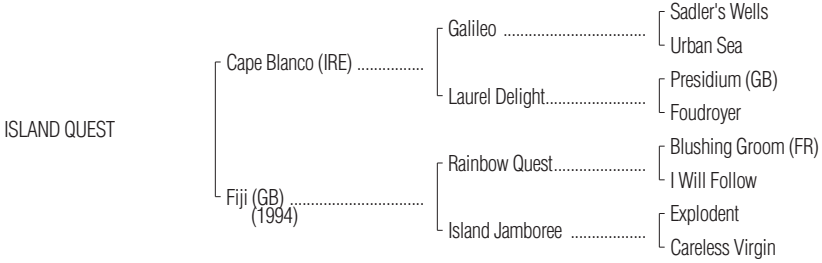 Sadler's Wells
Galileo ..................................
Urban Sea
Cape Blanco (IRE) ................
Presidium (GB)
Laurel Delight........................
Foudroyer
ISLAND QUEST
Blushing Groom (FR)
Rainbow Quest......................
I Will Follow
Fiji (GB) ................................
(1994)
Explodent
Island Jamboree ..................
Careless Virgin